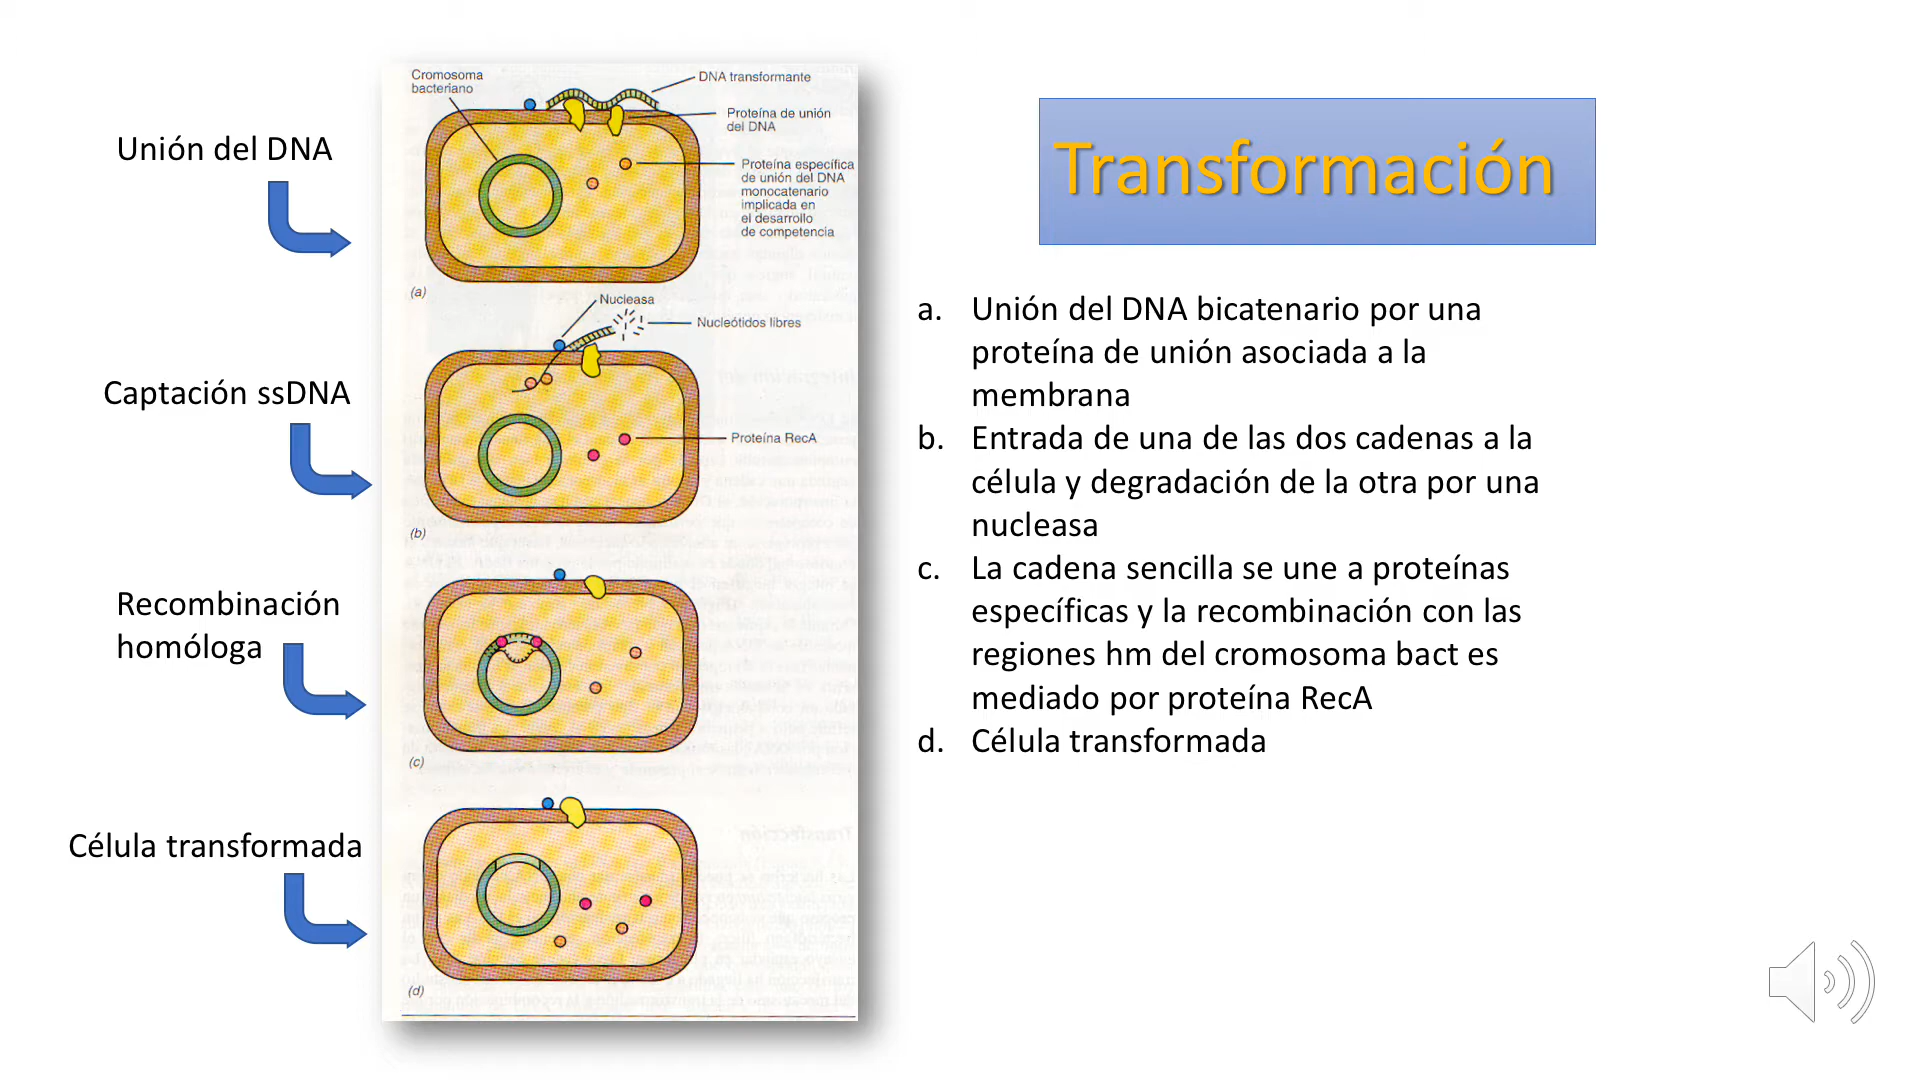 Transformación
Unión del DNA
Captación ssDNA
Recombinación
homóloga
Célula transformada
Cromosoma
bacteriano
DNA transformante
Proteína de unión
del DNA
Proteína específica
de unión del DNA
monocatenario
implicada en
el desarrollo
de competencia
(a)
Nucleasa
Nucleótidos libres
Proteína RecA
(b)
(c)
(d)
a. Unión del DNA bicatenario por una
proteína de unión asociada a la
membrana
b. Entrada de una de las dos cadenas a la
célula y degradación de la otra por una
nucleasa
c. La cadena sencilla se une a proteínas
específicas y la recombinación con las
regiones hm del cromosoma bact es
mediado por proteína RecA
d. Célula transformada